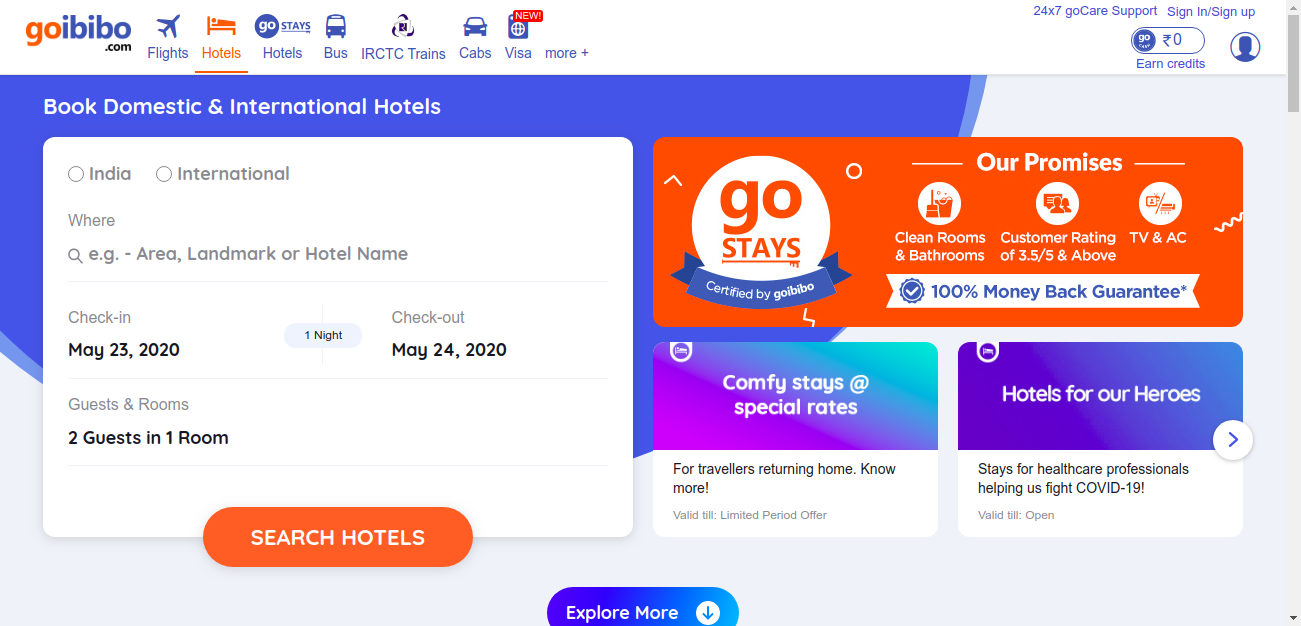 goibibo
.com
Flights
Hotels
go STAYS
Hotels
Bus
IRCTC Trains
Cabs
NEW!
Visa
more +
24x7 goCare Support
Sign In/Sign up
go
CASH
₹0
Earn credits
Book Domestic & International Hotels
India
International
Where
e.g. - Area, Landmark or Hotel Name
Check-in
1 Night
Check-out
May 23, 2020
May 24, 2020
Guests & Rooms
2 Guests in 1 Room
SEARCH HOTELS
go
STAYS
Certified by goibibo
Our Promises
Clean Rooms
& Bathrooms
Customer Rating
of 3.5/5 & Above
TV & AC
100% Money Back Guarantee*
Comfy stays @
special rates
For travellers returning home. Know
more!
Valid till: Limited Period Offer
Hotels for our Heroes
Stays for healthcare professionals
helping us fight COVID-19!
Valid till: Open
Explore More